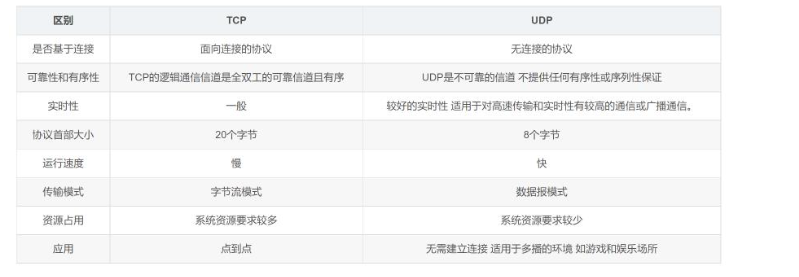 区别 TCP UDP
是否基于连接 面向连接的协议 无连接的协议
可靠性和有序性 TCP的逻辑通信信道是全双工的可靠信道且有序 UDP是不可靠的信道 不提供任何有序性或序列性保证
实时性 一般 较好的实时性 适用于对高速传输和实时性有较高的通信或广播通信。
协议首部大小 20个字节 8个字节
运行速度 慢 快
传输模式 字节流模式 数据报模式
资源占用 系统资源要求较多 系统资源要求较少
应用 点到点 无需建立连接 适用于多播的环境 如游戏和娱乐场所